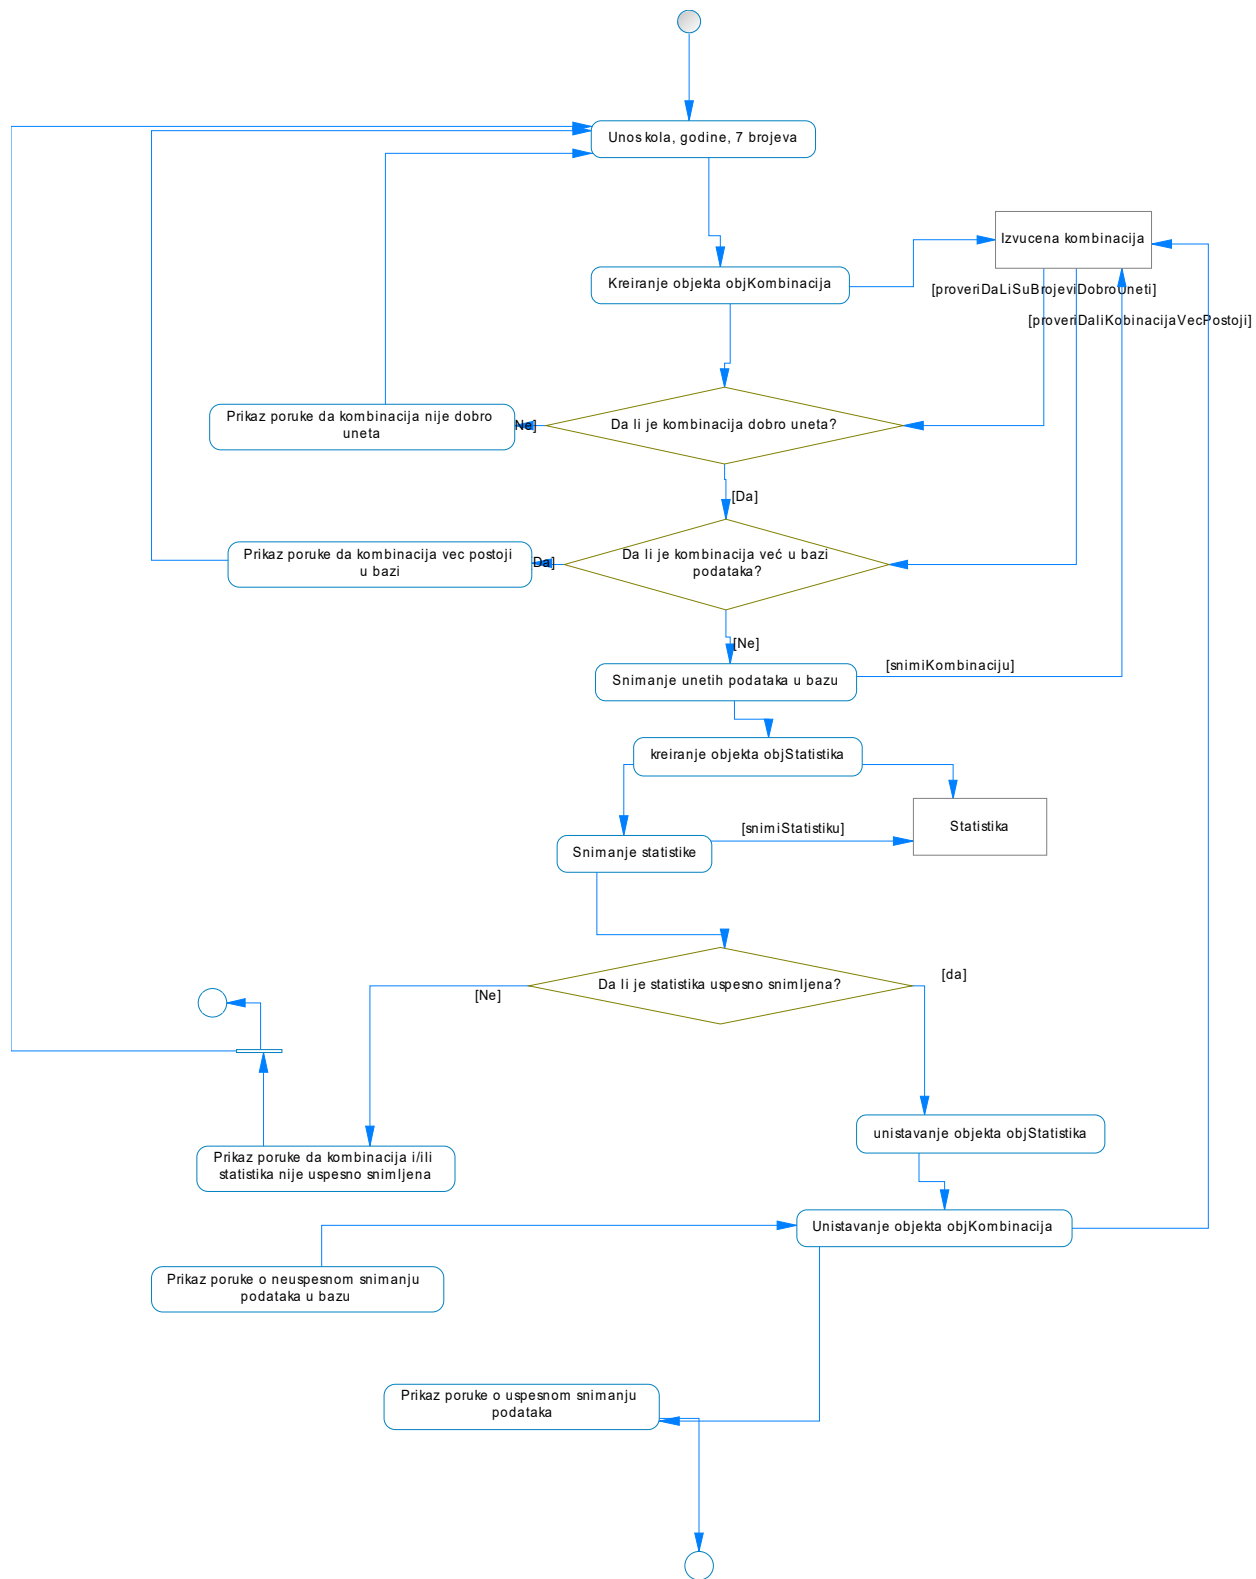 Unos kola, godine, 7 brojeva
Izvucena kombinacija
Kreiranje objekta objKombinacija
[proveriDaLiSuBrojeviDobroUneti]
[proveriDaliKobinacijaVecPostoji]
Prikaz poruke da kombinacija nije dobro
uneta
Ne]
Da li je kombinacija dobro uneta?
[Da]
Prikaz poruke da kombinacija vec postoji
u bazi
Da]
Da li je kombinacija već u bazi
podataka?
[Ne]
Snimanje unetih podataka u bazu
[snimiKombinaciju]
kreiranje objekta objStatistika
Statistika
[snimiStatistiku]
Snimanje statistike
Da li je statistika uspesno snimljena?
[da]
[Ne]
unistavanje objekta objStatistika
Prikaz poruke da kombinacija i/ili
statistika nije uspesno snimljena
Unistavanje objekta objKombinacija
Prikaz poruke o neuspesnom snimanju
podataka u bazu
Prikaz poruke o uspesnom snimanju
podataka